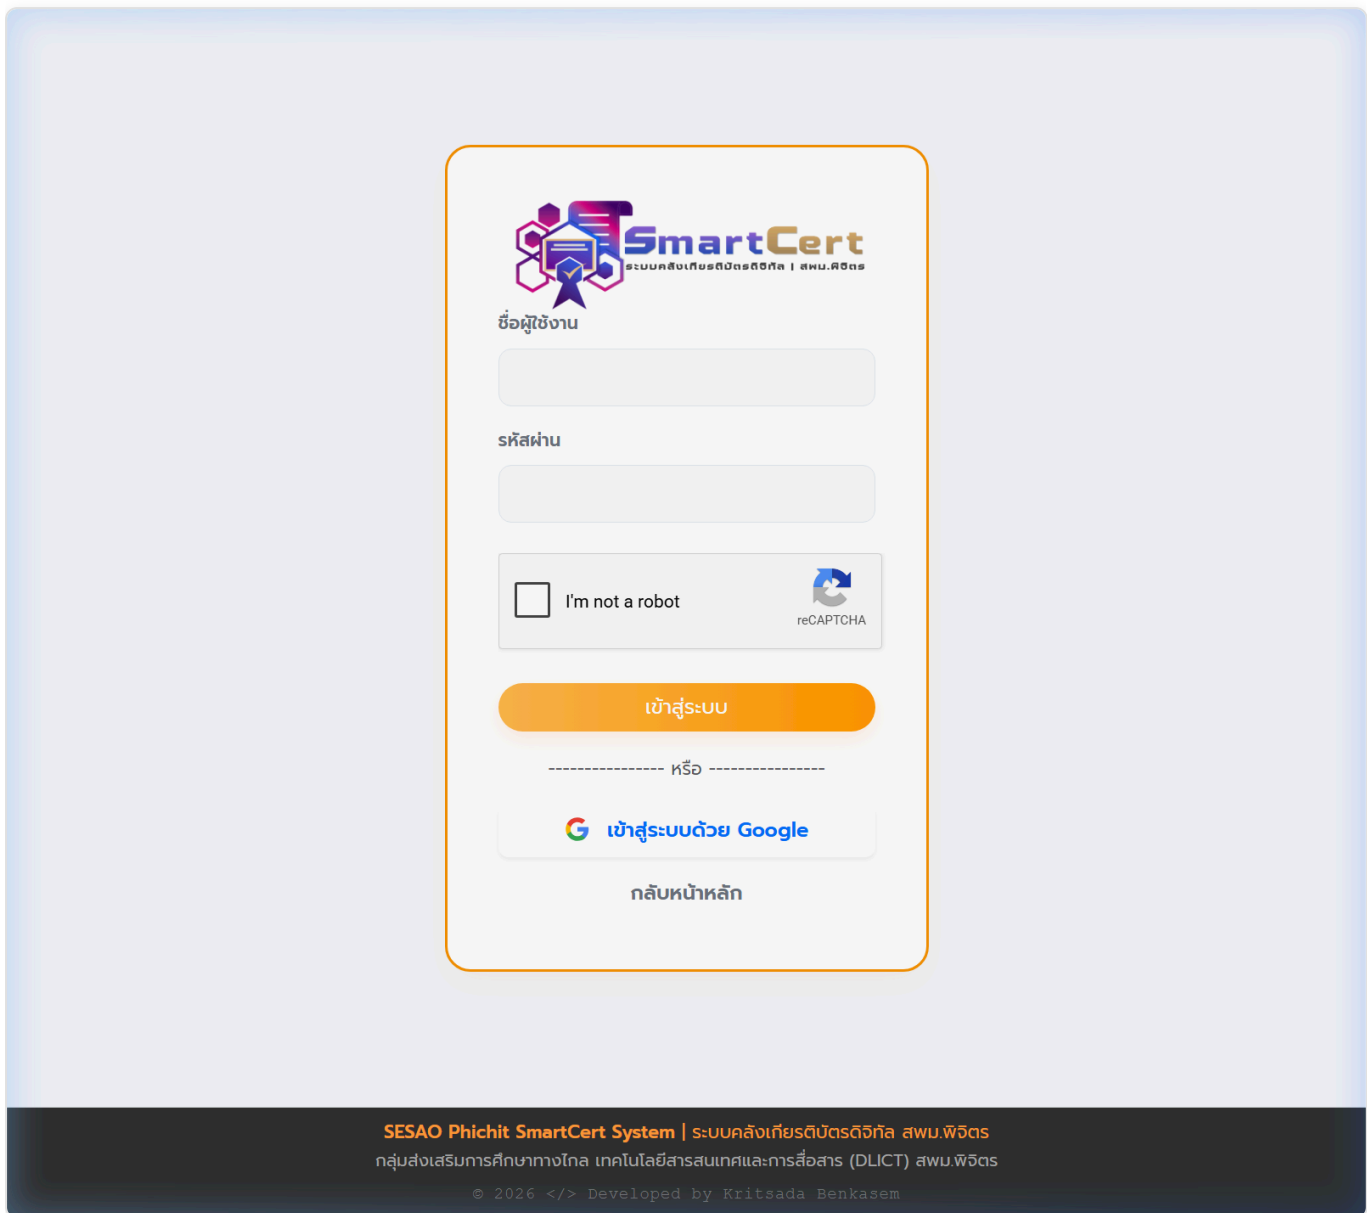 SmartCert
ระบบคลังเกียรติบัตรดิจิทัล | สพม.พิจิตร
ชื่อผู้ใช้งาน
รหัสผ่าน
I'm not a robot
reCAPTCHA
เข้าสู่ระบบ
---------------- หรือ ----------------
เข้าสู่ระบบด้วย Google
กลับหน้าหลัก
SESAO Phichit SmartCert System | ระบบคลังเกียรติบัตรดิจิทัล สพม.พิจิตร
กลุ่มส่งเสริมการศึกษาทางไกล เทคโนโลยีสารสนเทศและการสื่อสาร (DLICT) สพม.พิจิตร
© 2026 </> Developed by Kritsada Benkasem